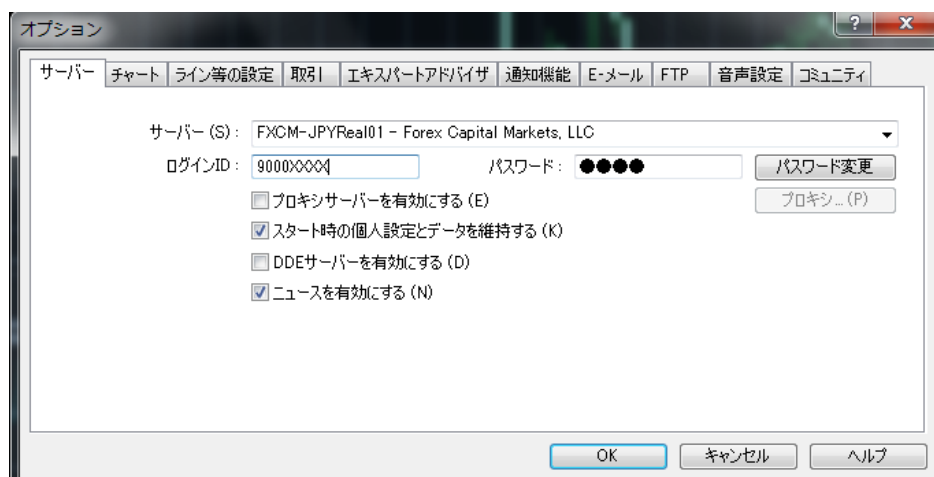 オプション
?
X
サーバー チャート ライン等の設定 取引 エキスパートアドバイザ 通知機能 E-メール FTP 音声設定 コミュニティ
サーバー (S) : FXCM-JPYReal01 - Forex Capital Markets, LLC
ログインID : 9000XXXX パスワード : ●●●● パスワード変更
プロキシサーバーを有効にする (E) プロキシ... (P)
スタート時の個人設定とデータを維持する (K)
DDEサーバーを有効にする (D)
ニュースを有効にする (N)
OK キャンセル ヘルプ